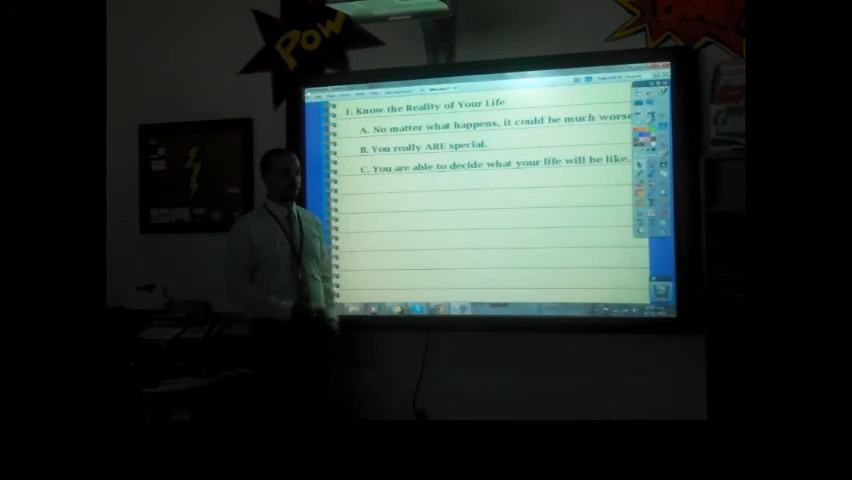 POW
I. Know the Reality of Your Life
A. No matter what happens, it could be much worse
B. You really ARE special.
C. You are able to decide what your life will be like.